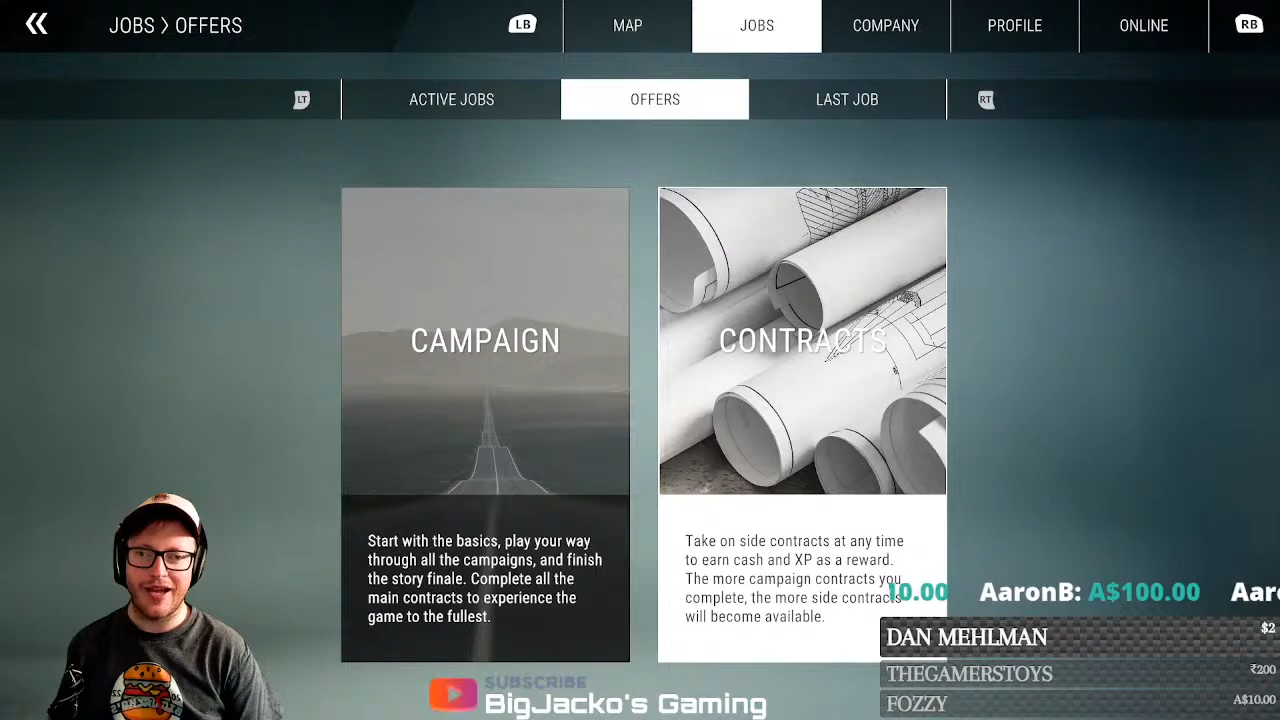 JOBS > OFFERS
LB
MAP
JOBS
COMPANY
PROFILE
ONLINE
RB
LT
ACTIVE JOBS
OFFERS
LAST JOB
RT
CAMPAIGN
Start with the basics, play your way
through all the campaigns, and finish
the story finale. Complete all the
main contracts to experience the
game to the fullest.
CONTRACTS
Take on side contracts at any time
to earn cash and XP as a reward.
The more campaign contracts you
complete, the more side contracts
will become available.
10.00 AaronB: A$100.00 Aar
DAN MEHLMAN $2
THEGAMERSTOYS ₹200
FOZZY A$10.00
SUBSCRIBE
BigJacko's Gaming